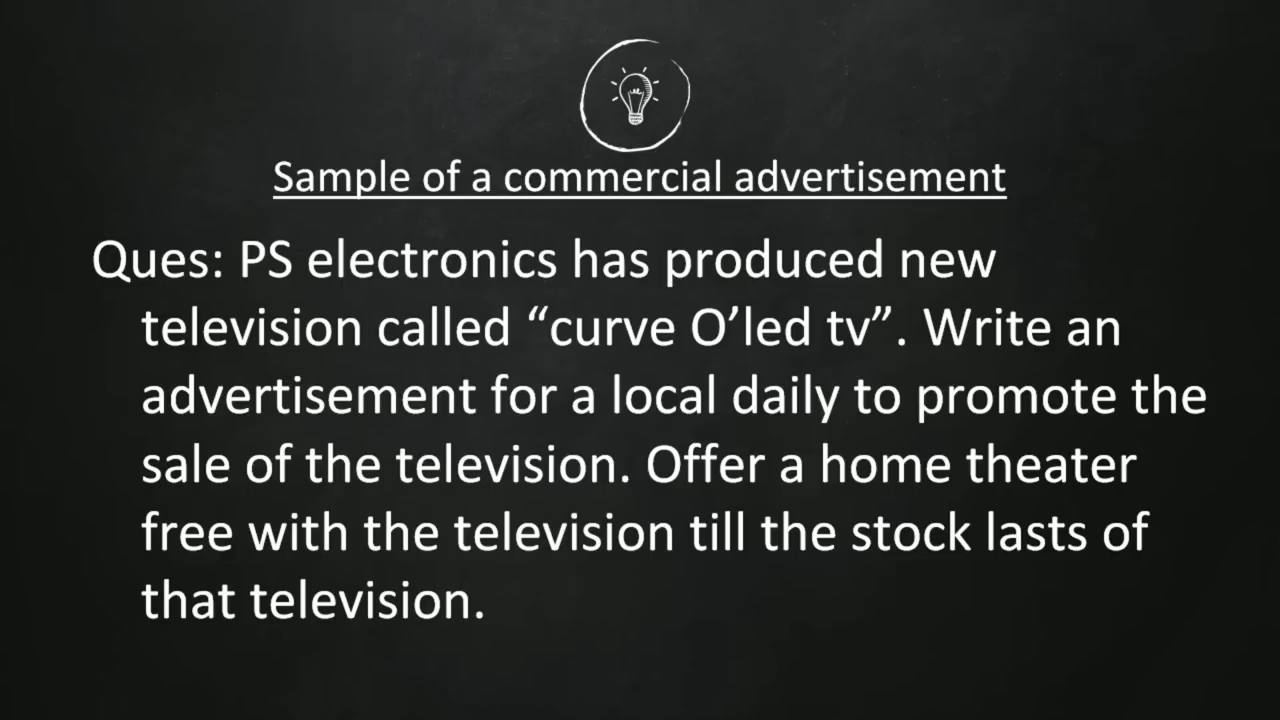 Sample of a commercial advertisement
Ques: PS electronics has produced new
television called “curve O’led tv”. Write an
advertisement for a local daily to promote the
sale of the television. Offer a home theater
free with the television till the stock lasts of
that television.